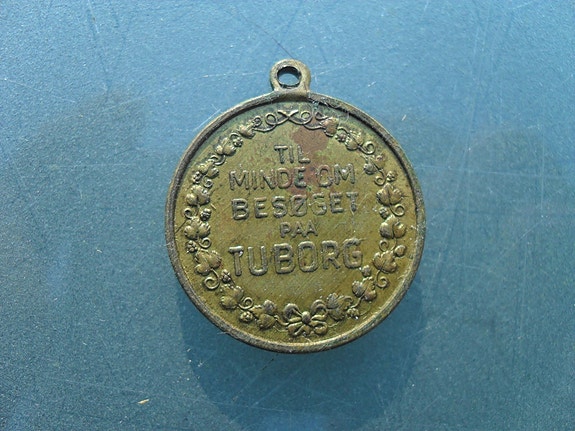 TIL
MINDE OM
BESØGET
PAA
TUBORG